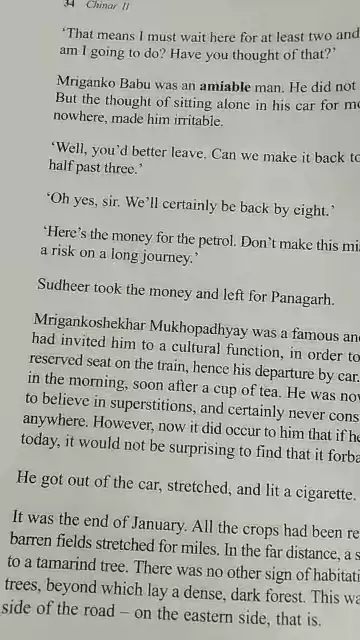 34 Chinar II
‘That means I must wait here for at least two and
am I going to do? Have you thought of that?’
Mriganko Babu was an amiable man. He did not
But the thought of sitting alone in his car for
nowhere, made him irritable.
‘Well, you’d better leave. Can we make it back to
half past three.’
‘Oh yes, sir. We’ll certainly be back by eight.’
‘Here’s the money for the petrol. Don’t make this
a risk on a long journey.’
Sudheer took the money and left for Panagarh.
Mrigankoshekhar Mukhopadhyay was a famous
had invited him to a cultural function, in order to
reserved seat on the train, hence his departure by car.
in the morning, soon after a cup of tea. He was
to believe in superstitions, and certainly never
anywhere. However, now it did occur to him that if
today, it would not be surprising to find that it
He got out of the car, stretched, and lit a cigarette.
It was the end of January. All the crops had been
barren fields stretched for miles. In the far distance, a
to a tamarind tree. There was no other sign of
trees, beyond which lay a dense, dark forest. This
side of the road – on the eastern side, that is.